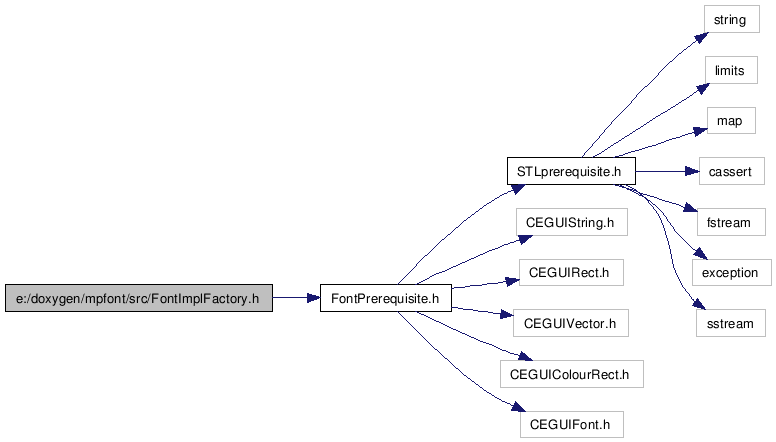 string
limits
map
STLprerequisite.h
cassert
fstream
CEGUIString.h
exception
CEGUIRect.h
e:/doxygen/mpfont/src/FontImplFactory.h
FontPrerequisite.h
CEGUIVector.h
sstream
CEGUIColourRect.h
CEGUIFont.h